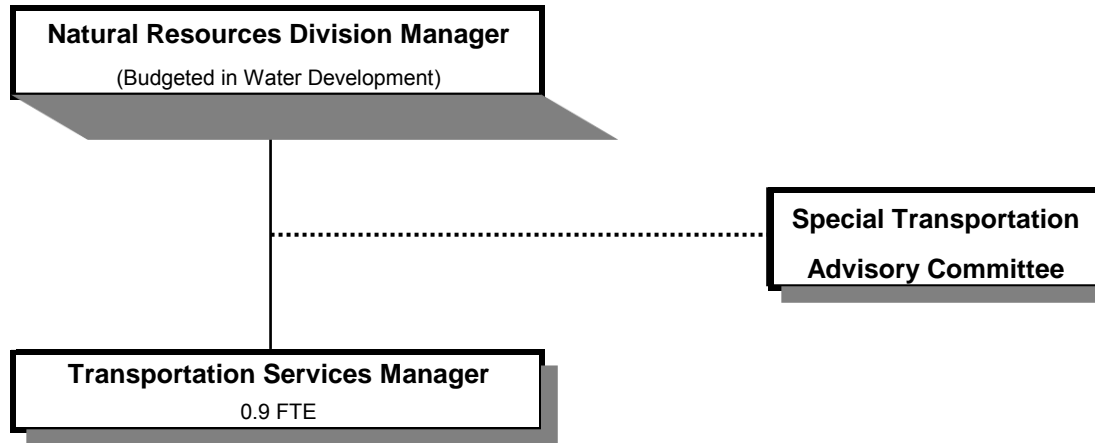 Natural Resources Division Manager
(Budgeted in Water Development)
Special Transportation
Advisory Committee
Transportation Services Manager
0.9 FTE